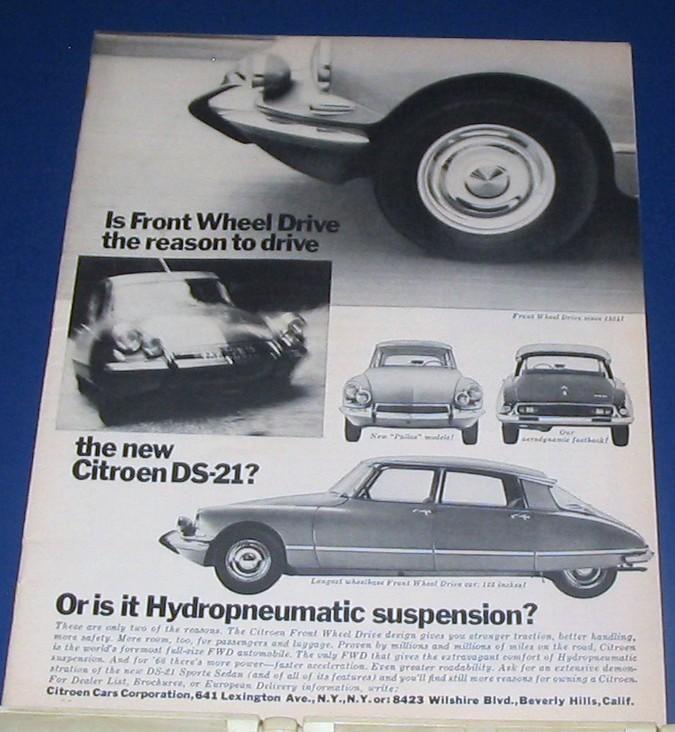 Is Front Wheel Drive
the reason to drive
Front Wheel Drive since
New "Pallas" models!
Our
aerodynamic fastback!
the new
Citroen DS-21?
Longest wheelbase Front Wheel Drive car: 123 inches!
Or is it Hydropneumatic suspension?
These are only two of the reasons. The Citroen Front Wheel Drive design gives you stronger traction, better handling,
more safety. More room, too, for passengers and luggage. Proven by millions and millions of miles on the road, Citroen
is the world's foremost full-size FWD automobile. The only FWD that gives the extravagant comfort of Hydropneumatic
suspension. And for '66 there's more power—faster acceleration. Even greater roadability. Ask for an extensive demon-
stration of the new DS-21 Sports Sedan (and of all its features) and you'll find still more reasons for owning a Citroen.
For Dealer List, Brochures, or European Delivery information, write:
Citroen Cars Corporation, 641 Lexington Ave., N.Y., N.Y. or: 8423 Wilshire Blvd., Beverly Hills, Calif.